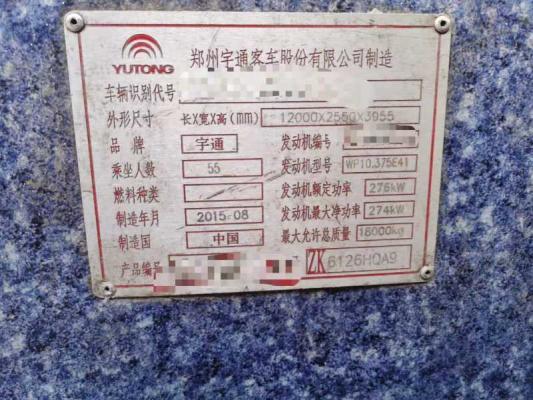 YUTONG 郑州宇通客车股份有限公司制造
车辆识别代号
外形尺寸 长X宽X高(mm) 12000X2550X3955
品牌 宇通 发动机编号
乘坐人数 55 发动机型号 WP10.375E41
燃料种类 发动机额定功率 276kW
制造年月 2015-08 发动机最大净功率 274kW
制造国 中国 最大允许总质量 18000kg
产品编号 ZK6126HQA9